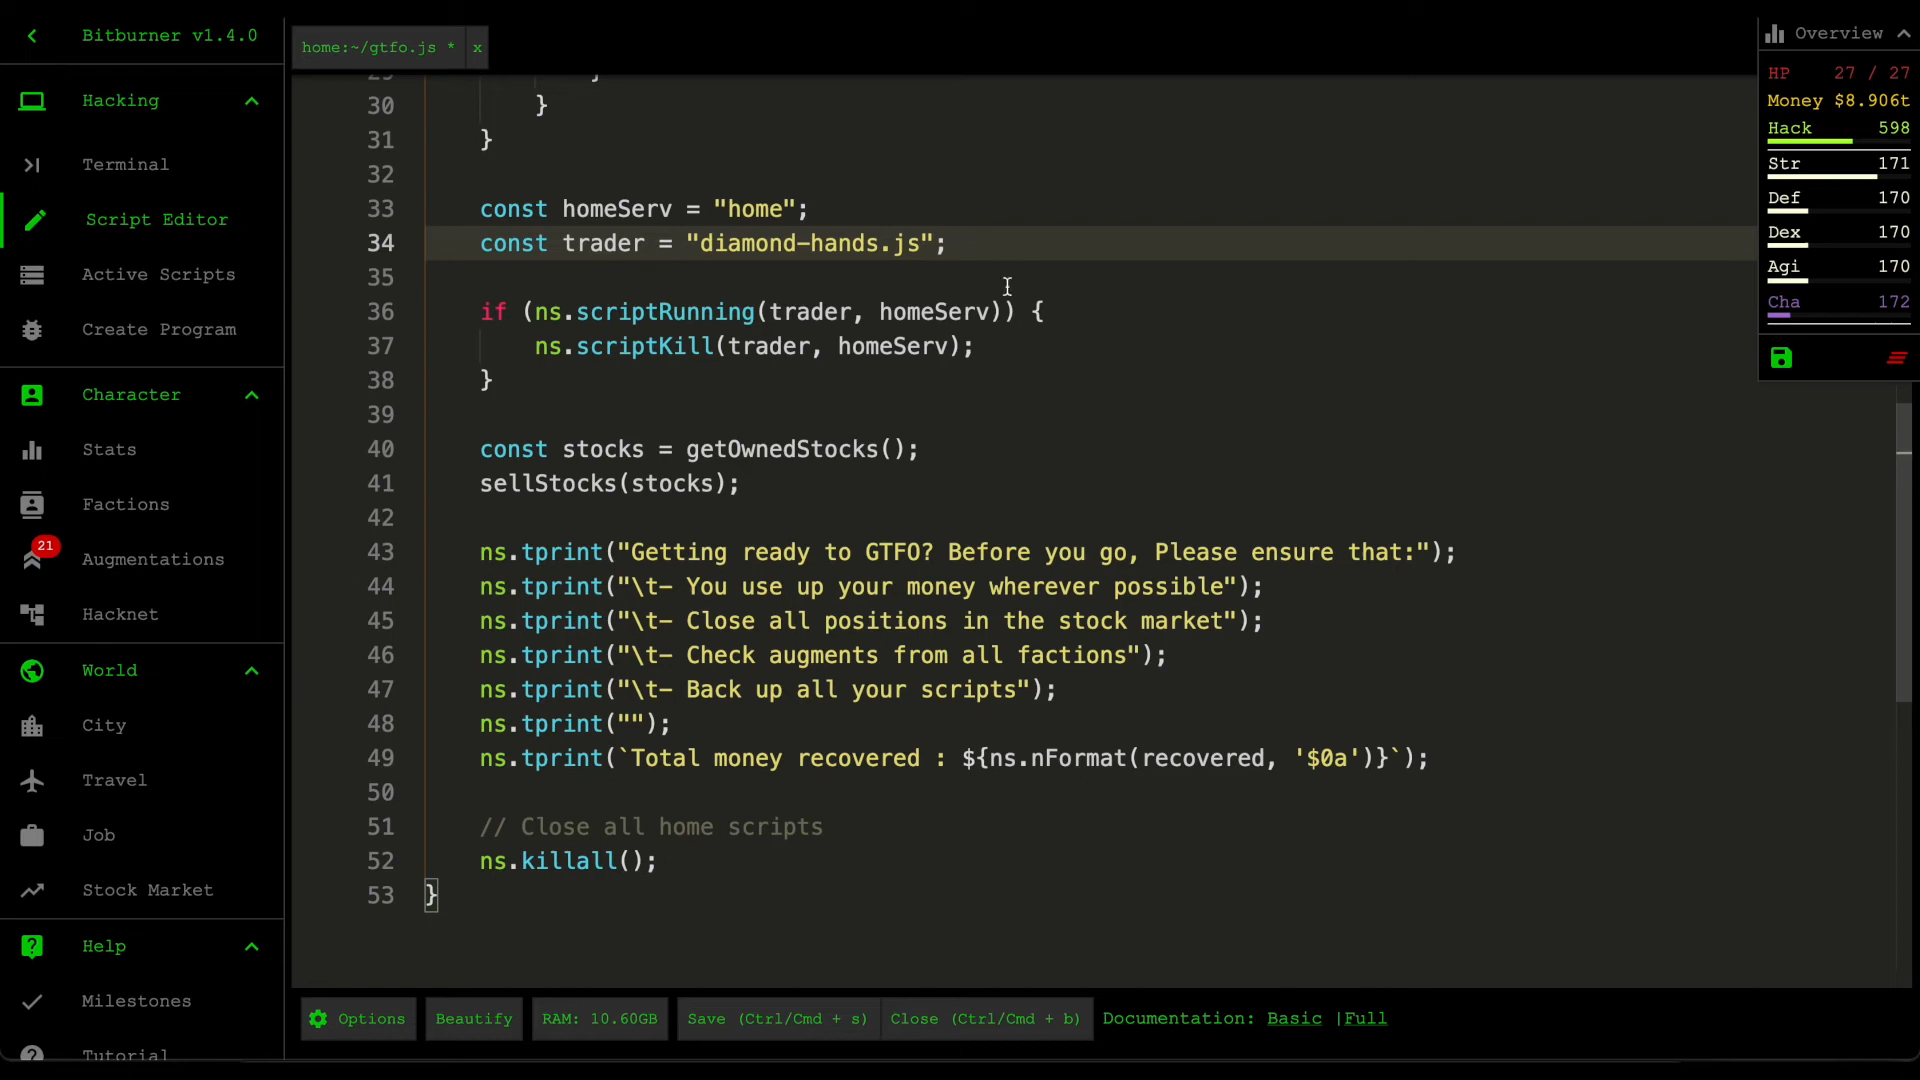 Bitburner v1.4.0
Hacking
Terminal
Script Editor
Active Scripts
Create Program
Character
Stats
Factions
21
Augmentations
Hacknet
World
City
Travel
Job
Stock Market
Help
Milestones
Tutorial
home:~/gtfo.js * x
29 }
30 }
31 }
32
33 const homeServ = "home";
34 const trader = "diamond-hands.js";
35
36 if (ns.scriptRunning(trader, homeServ)) {
37 ns.scriptKill(trader, homeServ);
38 }
39
40 const stocks = getOwnedStocks();
41 sellStocks(stocks);
42
43 ns.tprint("Getting ready to GTFO? Before you go, Please ensure that:");
44 ns.tprint("\t- You use up your money wherever possible");
45 ns.tprint("\t- Close all positions in the stock market");
46 ns.tprint("\t- Check augments from all factions");
47 ns.tprint("\t- Back up all your scripts");
48 ns.tprint("");
49 ns.tprint(`Total money recovered : ${ns.nFormat(recovered, '$0a')}`);
50
51 // Close all home scripts
52 ns.killall();
53 }
Options Beautify RAM: 10.60GB Save (Ctrl/Cmd + s) Close (Ctrl/Cmd + b) Documentation: Basic |Full
Overview
HP 27 / 27
Money $8.906t
Hack 598
Str 171
Def 170
Dex 170
Agi 170
Cha 172